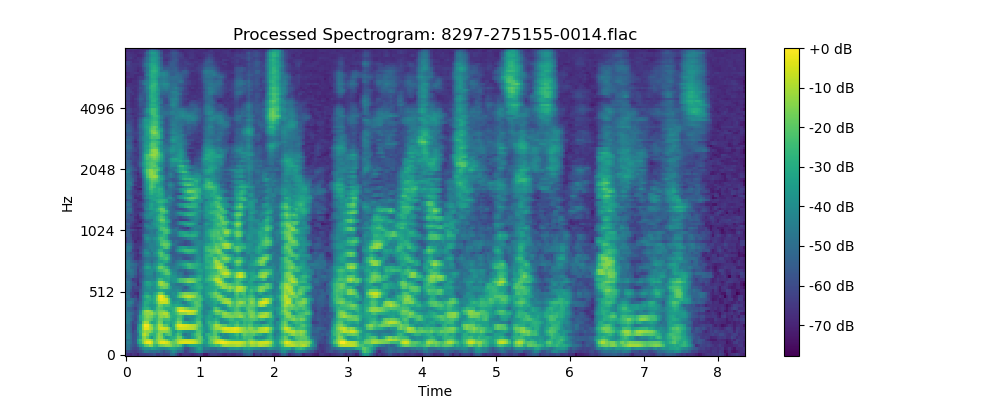 Processed Spectrogram: 8297-275155-0014.flac
+0 dB
-10 dB
-20 dB
-30 dB
-40 dB
-50 dB
-60 dB
-70 dB
Hz
4096
2048
1024
512
0
0 1 2 3 4 5 6 7 8
Time